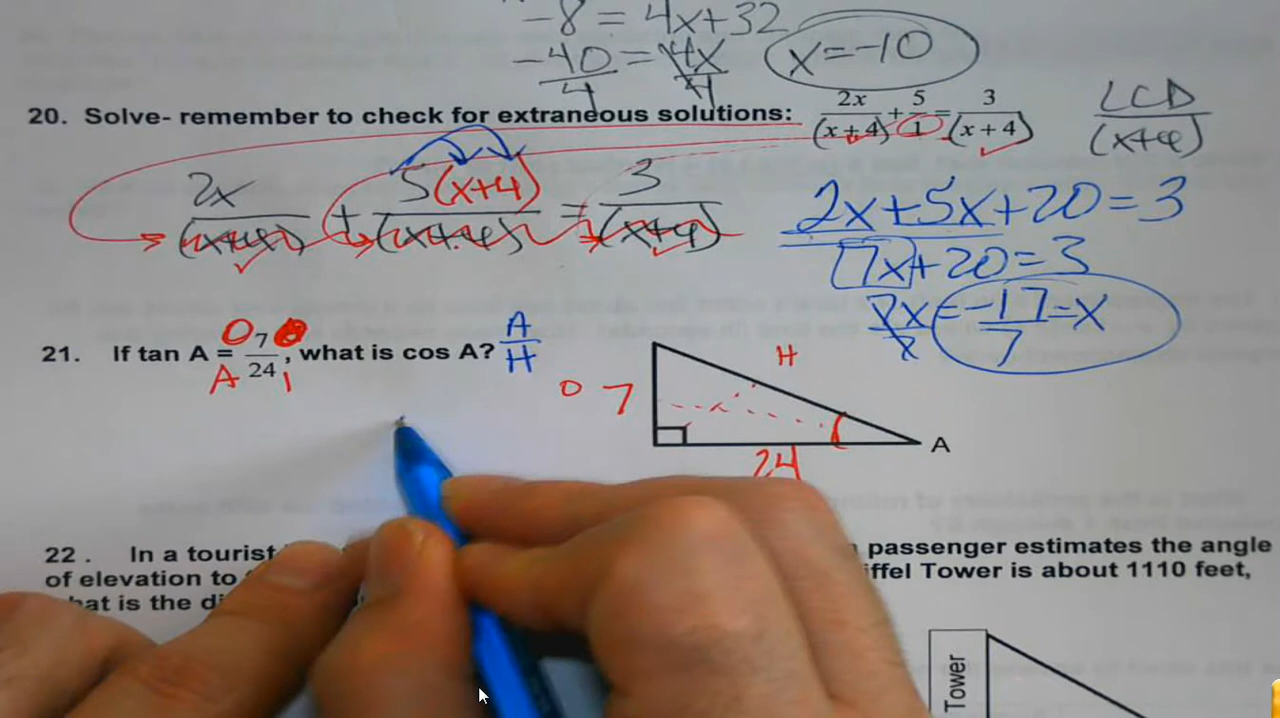 -8 = 4x+32
-40 = 4x
4 4
x=-10
20. Solve- remember to check for extraneous solutions: 2x/(x+4) + 5/1 = 3/(x+4)
LCD
(x+4)
2x/(x+4) + 5(x+4)/(x+4) = 3/(x+4)
2x+5x+20=3
7x+20=3
7x/7 = -17/7 = x
21. If tan A = 7/24, what is cos A? A/H
O
A
H
O 7
24
A
22 . In a tourist passenger estimates the angle
of elevation to Eiffel Tower is about 1110 feet,
what is the
Tower